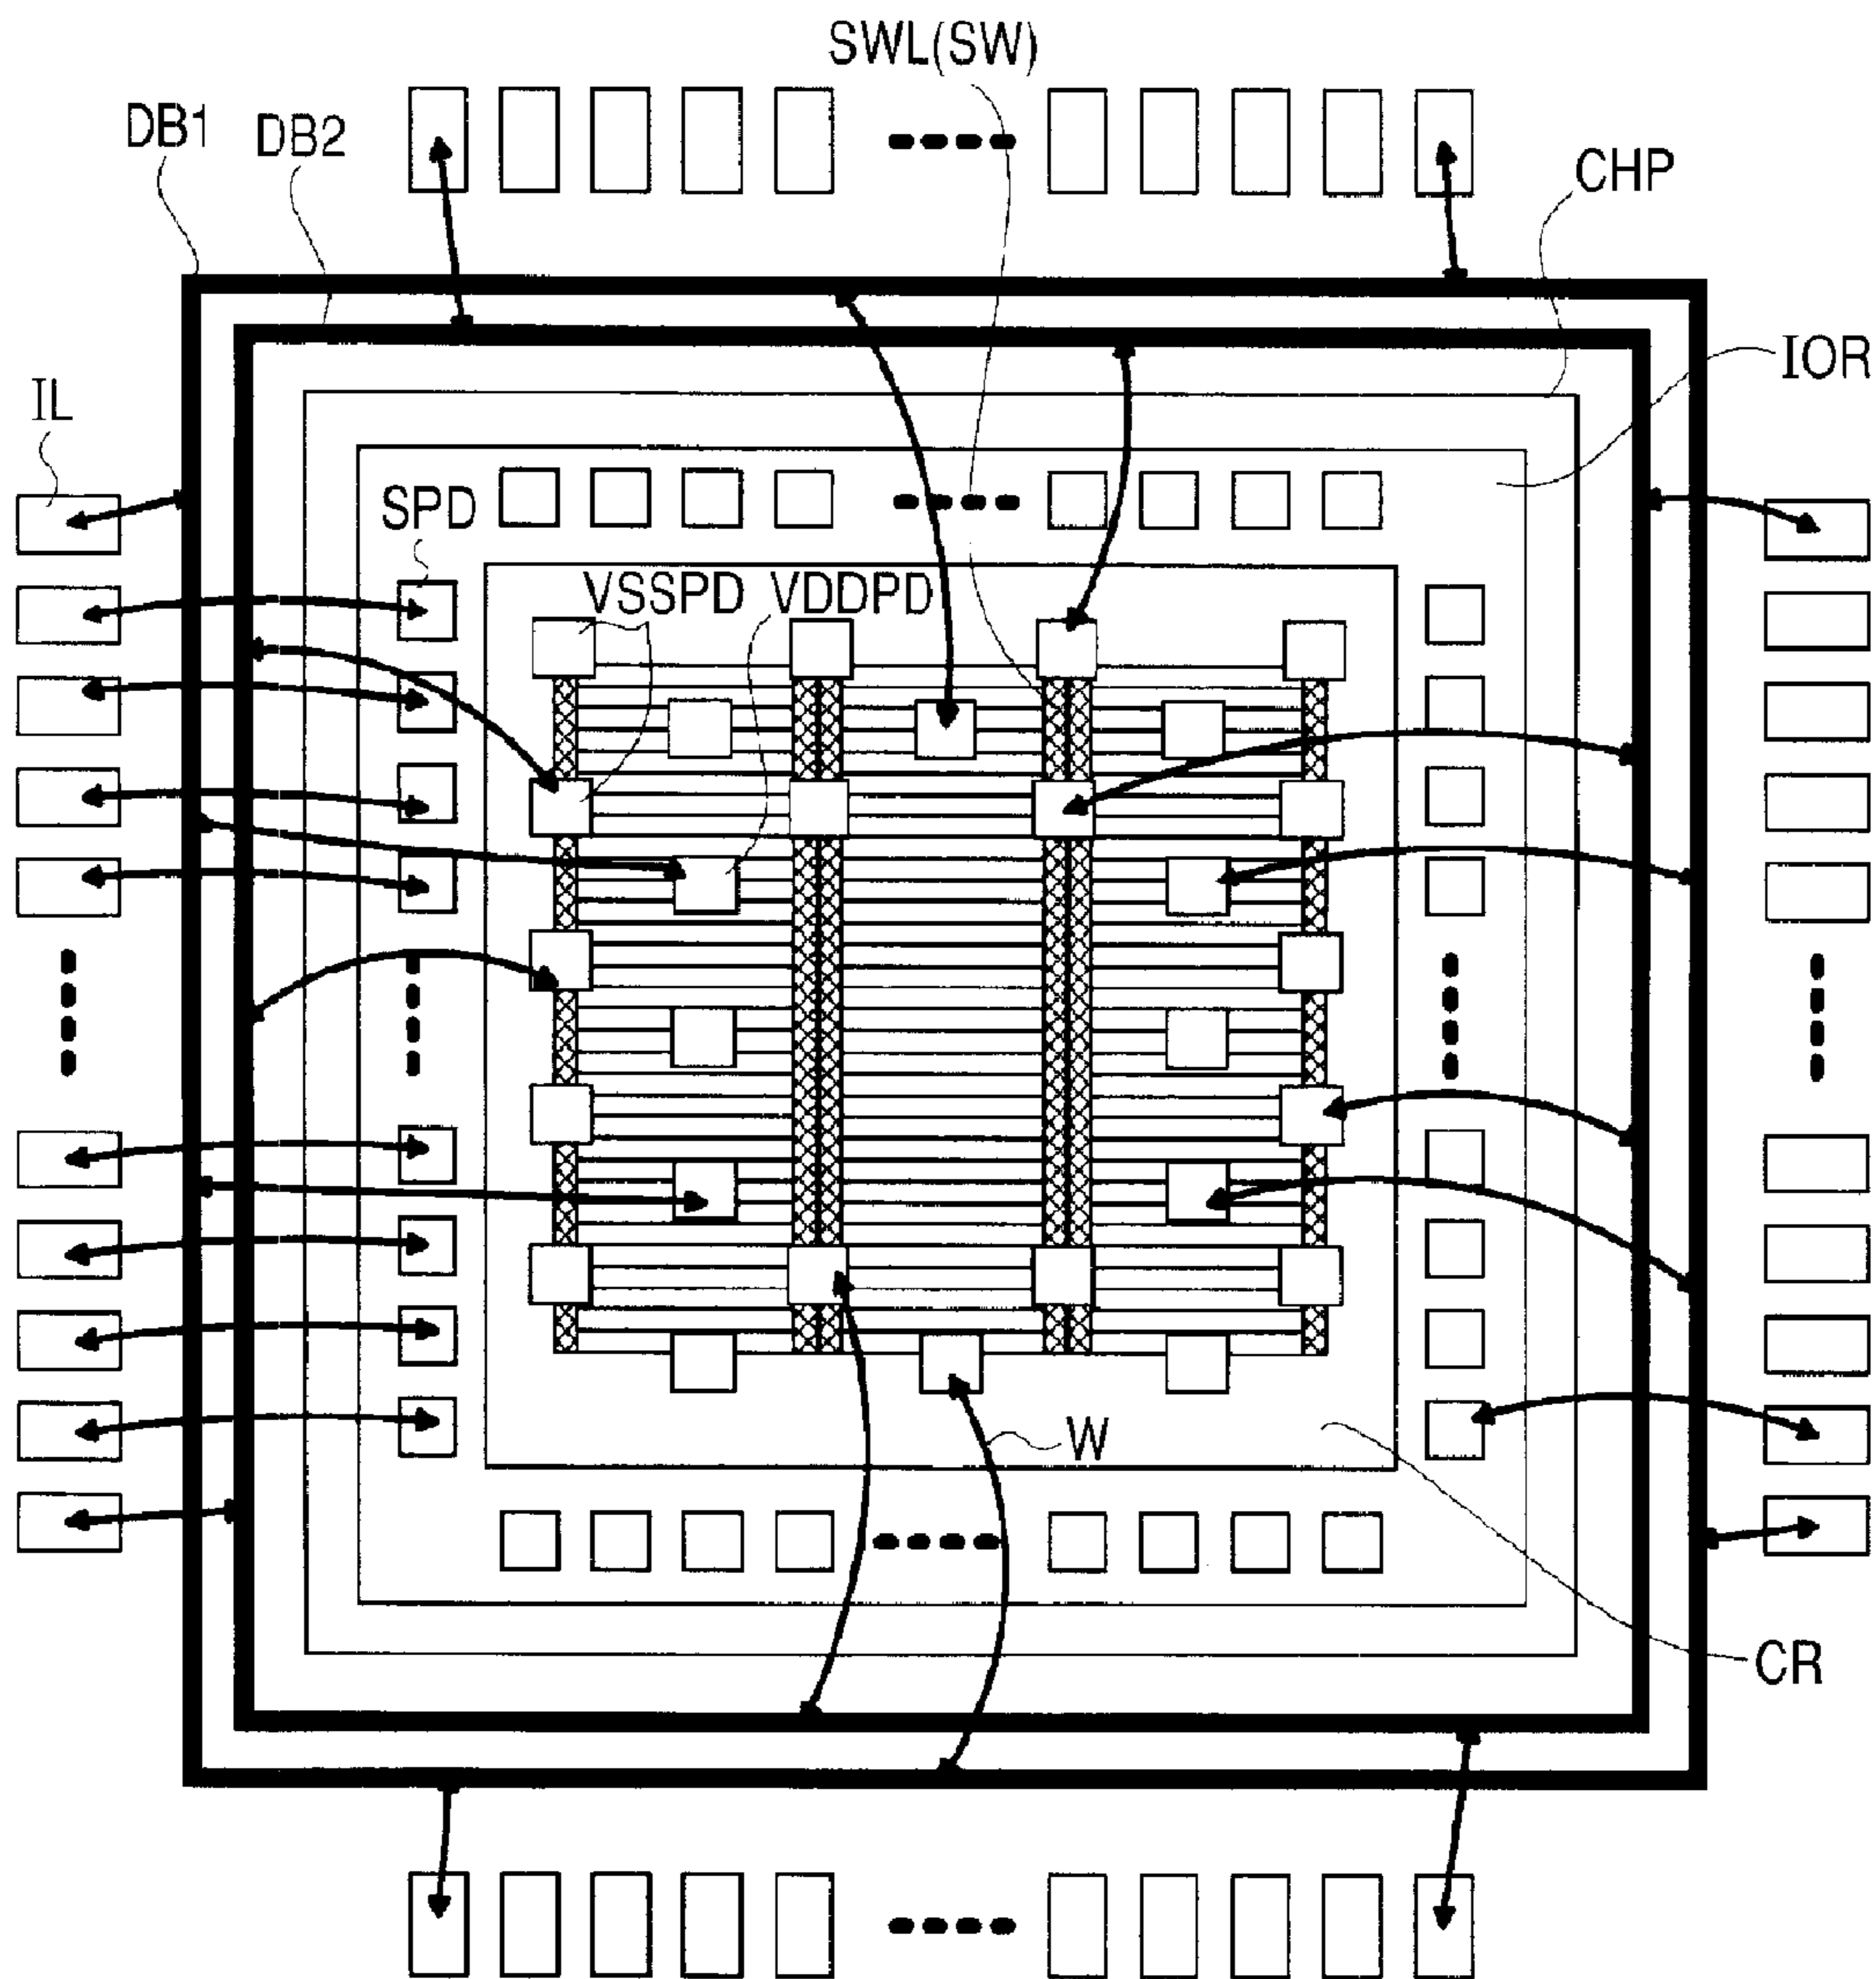 SWL(SW)
DB1
DB2
CHP
IOR
IL
SPD
VSSPD
VDDPD
W
CR